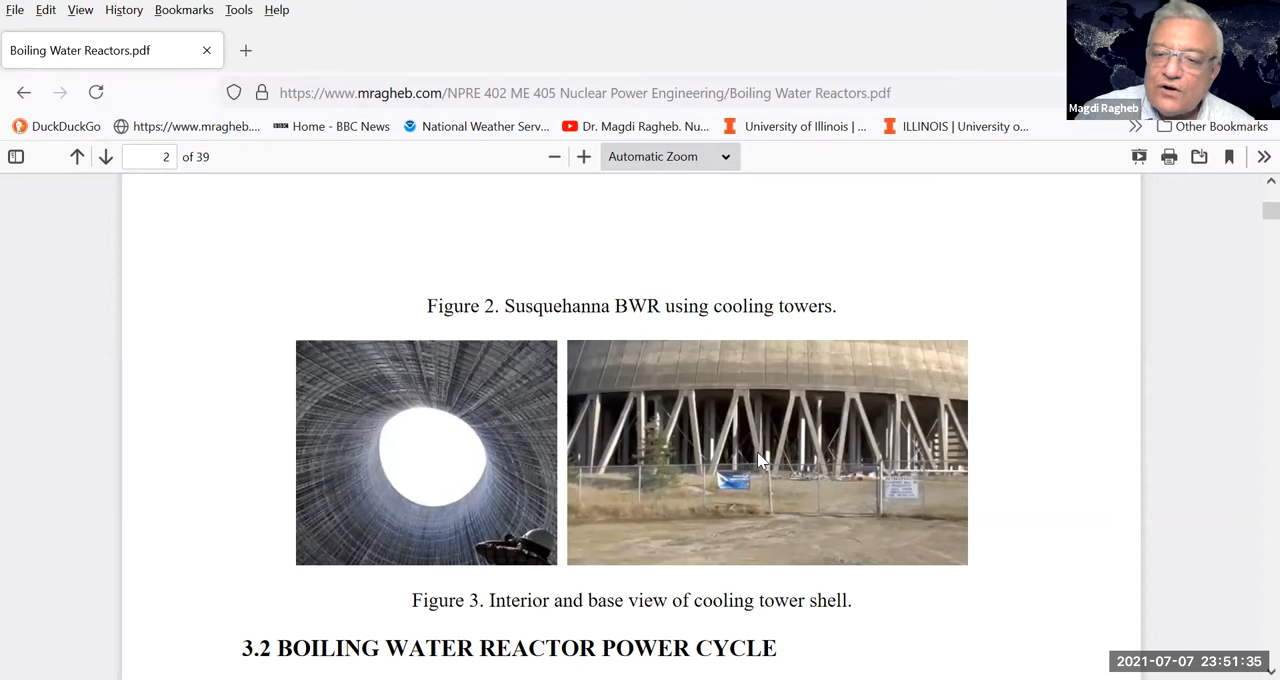 File Edit View History Bookmarks Tools Help
Boiling Water Reactors.pdf
https://www.mragheb.com/NPRE 402 ME 405 Nuclear Power Engineering/Boiling Water Reactors.pdf
Magdi Ragheb
DuckDuckGo https://www.mragheb.... BBC Home - BBC News National Weather Serv... Dr. Magdi Ragheb. Nu... University of Illinois | ... ILLINOIS | University o... Other Bookmarks
2 of 39 Automatic Zoom
Figure 2. Susquehanna BWR using cooling towers.
Figure 3. Interior and base view of cooling tower shell.
3.2 BOILING WATER REACTOR POWER CYCLE
2021-07-07 23:51:35